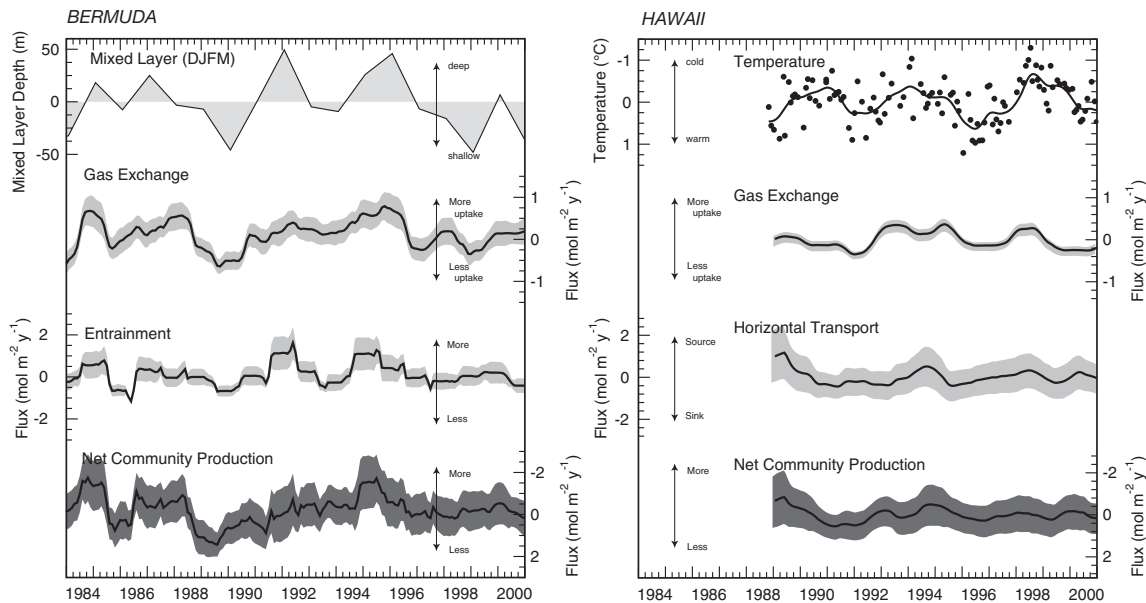 BERMUDA
Mixed Layer Depth (m)
50
0
-50
Mixed Layer (DJFM)
deep
shallow
Gas Exchange
More
uptake
Less
uptake
1
0
-1
Flux (mol m-2 y-1)
Entrainment
2
0
-2
Flux (mol m-2 y-1)
More
Less
Net Community Production
More
Less
-2
0
2
Flux (mol m-2 y-1)
1984 1986 1988 1990 1992 1994 1996 1998 2000
HAWAII
Temperature (°C)
-1
0
1
cold
warm
Temperature
Gas Exchange
More
uptake
Less
uptake
1
0
-1
Flux (mol m-2 y-1)
Horizontal Transport
2
0
-2
Flux (mol m-2 y-1)
Source
Sink
Net Community Production
More
Less
-2
0
2
Flux (mol m-2 y-1)
1984 1986 1988 1990 1992 1994 1996 1998 2000